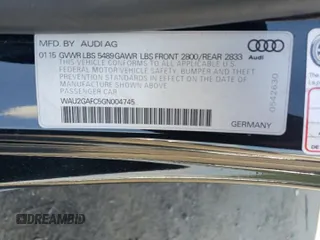 MFD. BY AUDI AG
01.15 GVWR LBS 5489 GAWR LBS FRONT 2800/REAR 2833
THIS VEHICLE CONFORMS TO ALL APPLICABLE U.S.
FEDERAL MOTOR VEHICLE SAFETY, BUMPER AND THEFT
PREVENTION STANDARDS IN EFFECT ON THE DATE OF
MANUFACTURE SHOWN ABOVE
PASSENGER CAR
WAU2GAFC5GN004745
Audi
0542630
DREAMBID